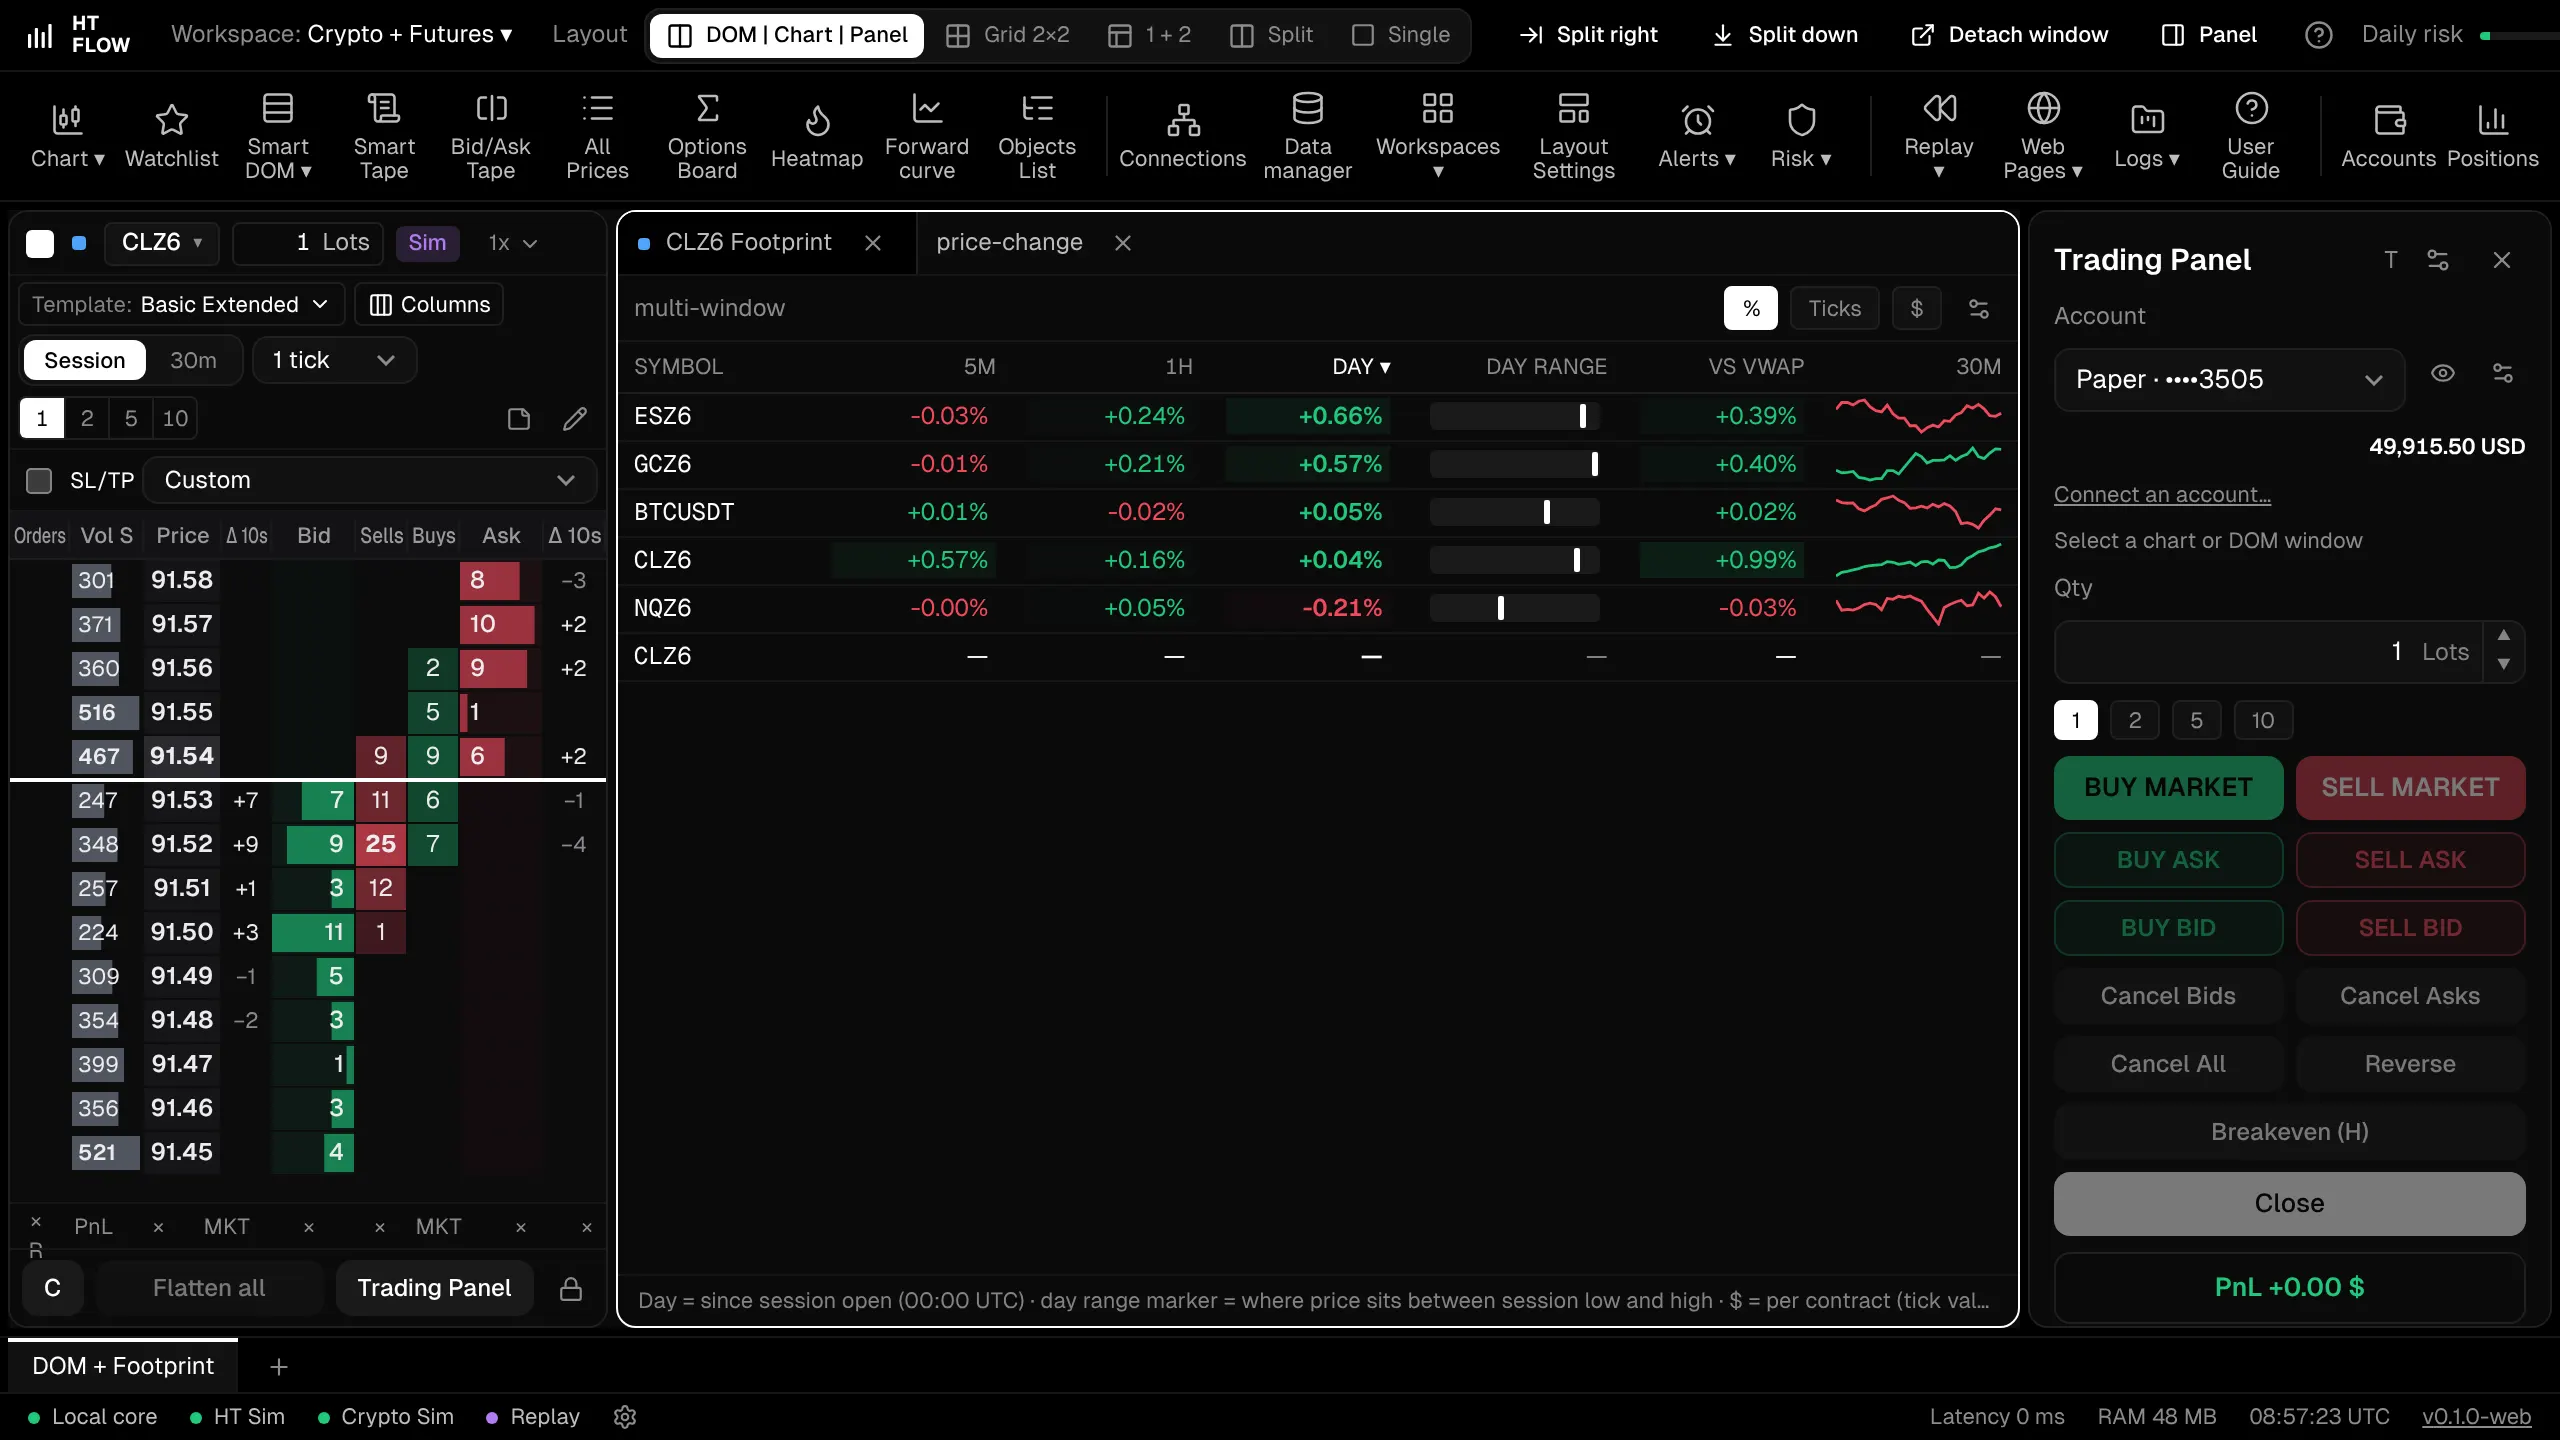 HT FLOW
Workspace: Crypto + Futures ▾ Layout DOM | Chart | Panel Grid 2×2 1 + 2 Split Single Split right Split down Detach window Panel Daily risk
Chart ▾ Watchlist Smart DOM ▾ Smart Tape Bid/Ask Tape All Prices Options Board Heatmap Forward curve Objects List Connections Data manager Workspaces ▾ Layout Settings Alerts ▾ Risk ▾ Replay ▾ Web Pages ▾ Logs ▾ User Guide Accounts Positions
CLZ6 ▾ 1 Lots Sim 1x
Template: Basic Extended Columns
Session 30m 1 tick
1 2 5 10
SL/TP Custom
Orders Vol S Price Δ 10s Bid Sells Buys Ask Δ 10s
301 91.58 8 −3
371 91.57 10 +2
360 91.56 2 9 +2
516 91.55 5 1
467 91.54 9 9 6 +2
247 91.53 +7 7 11 6 −1
348 91.52 +9 9 25 7 −4
257 91.51 +1 3 12
224 91.50 +3 11 1
309 91.49 −1 5
354 91.48 −2 3
399 91.47 1
356 91.46 3
521 91.45 4
× PnL × MKT × × MKT × ×
C Flatten all Trading Panel
CLZ6 Footprint × price-change ×
multi-window % Ticks $
SYMBOL 5M 1H DAY ▾ DAY RANGE VS VWAP 30M
ESZ6 -0.03% +0.24% +0.66% +0.39%
GCZ6 -0.01% +0.21% +0.57% +0.40%
BTCUSDT +0.01% -0.02% +0.05% +0.02%
CLZ6 +0.57% +0.16% +0.04% +0.99%
NQZ6 -0.00% +0.05% -0.21% -0.03%
CLZ6 — — — — — —
Day = since session open (00:00 UTC) · day range marker = where price sits between session low and high · $ = per contract (tick val…
Trading Panel T
Account
Paper · ••••3505
49,915.50 USD
Connect an account…
Select a chart or DOM window
Qty
1 Lots
1 2 5 10
BUY MARKET SELL MARKET
BUY ASK SELL ASK
BUY BID SELL BID
Cancel Bids Cancel Asks
Cancel All Reverse
Breakeven (H)
Close
PnL +0.00 $
DOM + Footprint +
Local core HT Sim Crypto Sim Replay Latency 0 ms RAM 48 MB 08:57:23 UTC v0.1.0-web